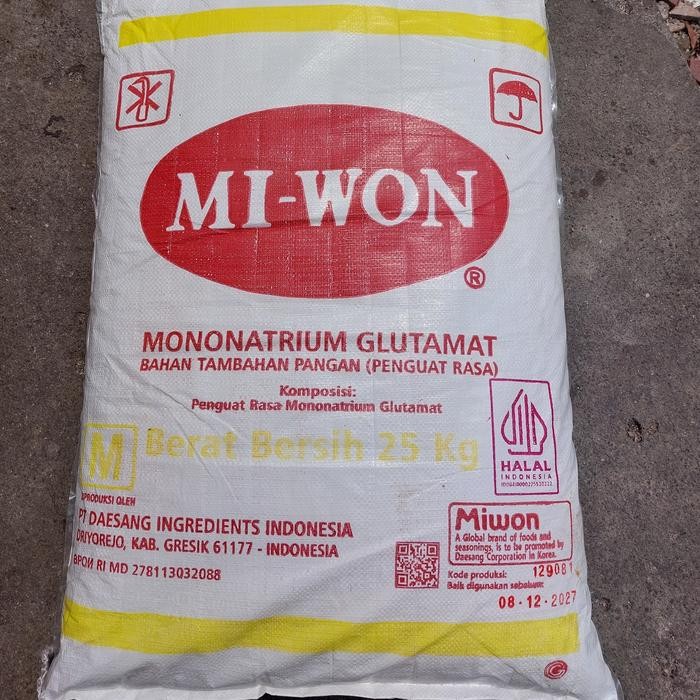 MI-WON
®
MONONATRIUM GLUTAMAT
BAHAN TAMBAHAN PANGAN (PENGUAT RASA)
Komposisi:
Penguat Rasa Mononatrium Glutamat
M Berat Bersih 25 Kg
HALAL
INDONESIA
PRODUKSI OLEH
PT DAESANG INGREDIENTS INDONESIA
DRIYOREJO, KAB. GRESIK 61177 - INDONESIA
BPOM RI MD 278113032088
Miwon
A Global brand of foods and
seasonings, is to be promoted by
Daesang Corporation in Korea.
Kode produksi: 129081
Baik digunakan sebelum:
08·12·2027